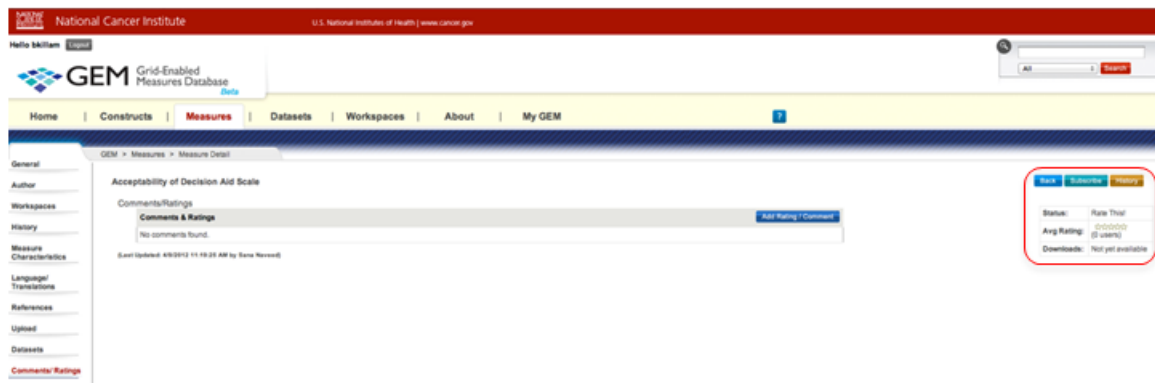 National Cancer Institute
U.S. National Institutes of Health | www.cancer.gov
Hello bkillam Logout
GEM Grid-Enabled
Measures Database
Beta
All Search
Home | Constructs | Measures | Datasets | Workspaces | About | My GEM ?
GEM > Measures > Measure Detail
General
Author
Workspaces
History
Measure
Characteristics
Language/
Translations
References
Upload
Datasets
Comments/Ratings
Acceptability of Decision Aid Scale
Comments/Ratings
Comments & Ratings Add Rating / Comment
No comments found.
(Last Updated: 4/9/2012 11:19:25 AM by Sana Naveed)
Back Subscribe History
Status: Rate This!
Avg Rating:
(0 users)
Downloads: Not yet available